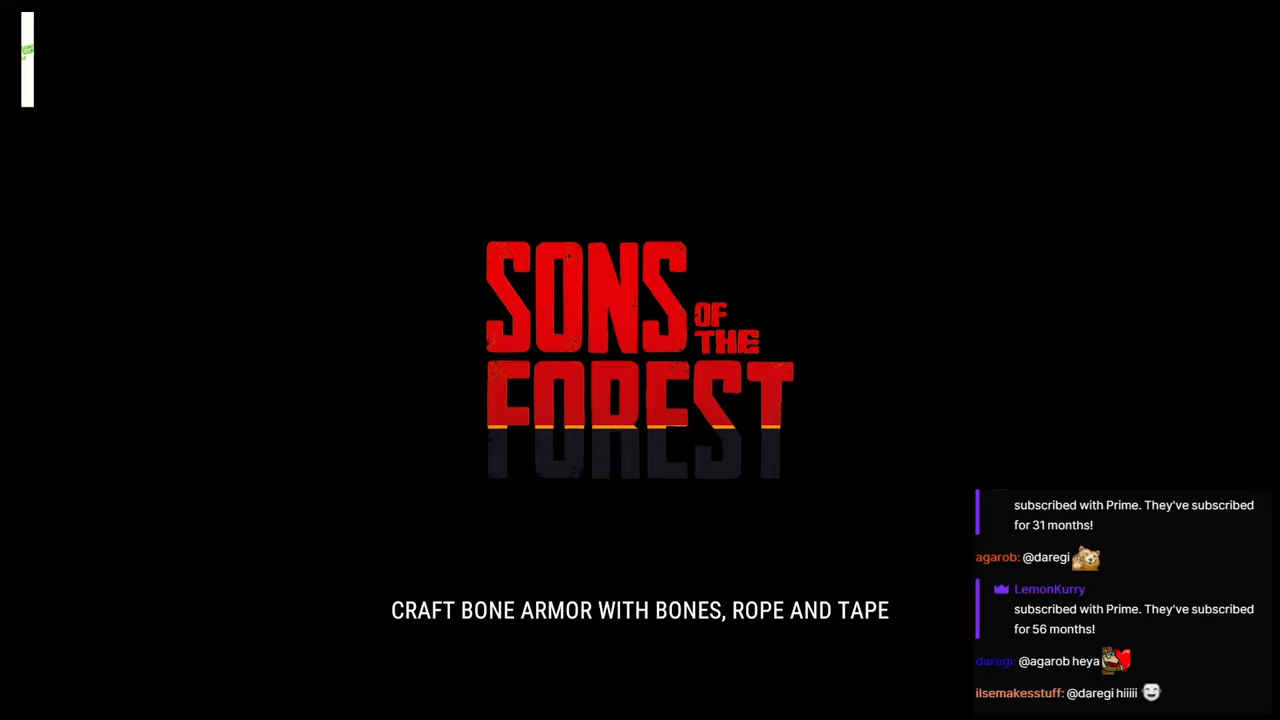 SONS
OF
THE
FOREST
CRAFT BONE ARMOR WITH BONES, ROPE AND TAPE
subscribed with Prime. They've subscribed
for 31 months!
agarob: @daregi
LemonKurry
subscribed with Prime. They've subscribed
for 56 months!
daregi @agarob heya
ilsemakesstuff: @daregi hiiiii